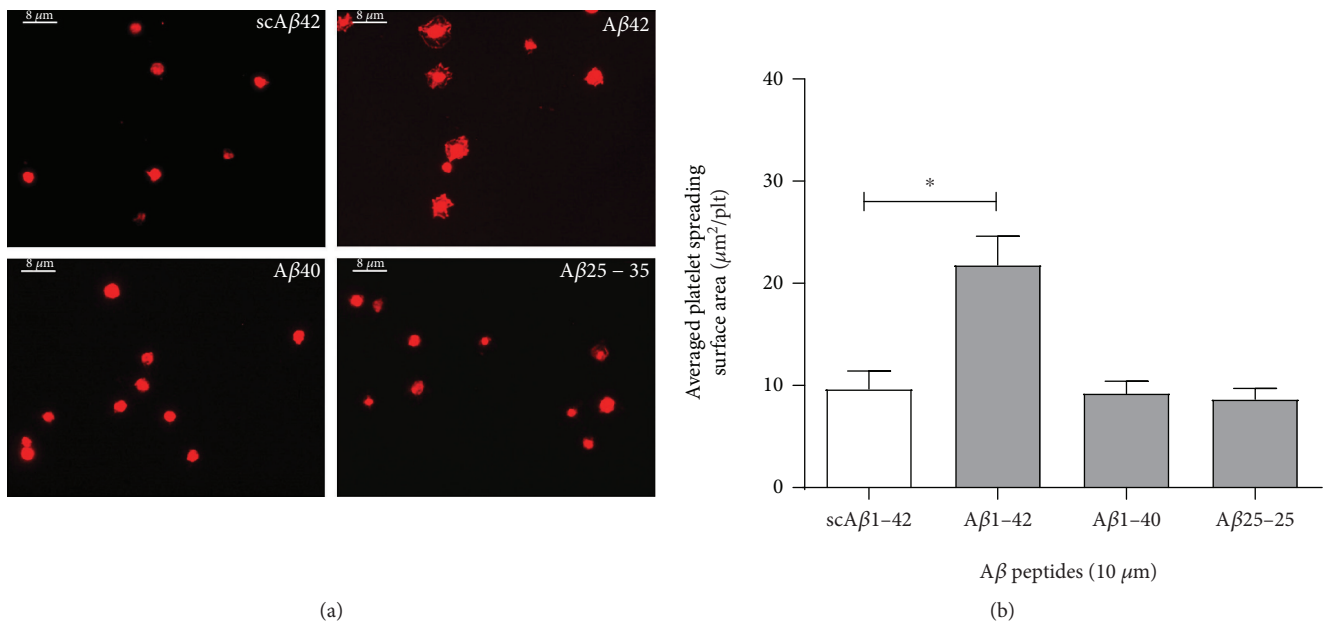 8 μm
scAβ42
8 μm
Aβ42
8 μm
Aβ40
8 μm
Aβ25 – 35
(a)
Averaged platelet spreading
surface area (μm²/plt)
40
30
20
10
0
*
scAβ1–42
Aβ1–42
Aβ1–40
Aβ25–25
Aβ peptides (10 μm)
(b)